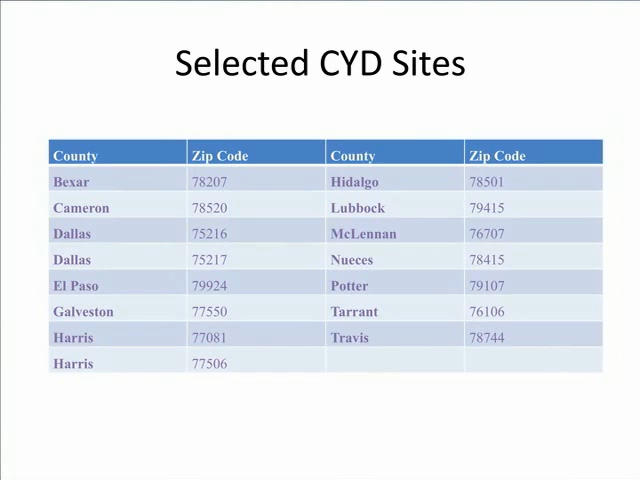 Selected CYD Sites
County Zip Code County Zip Code
Bexar 78207 Hidalgo 78501
Cameron 78520 Lubbock 79415
Dallas 75216 McLennan 76707
Dallas 75217 Nueces 78415
El Paso 79924 Potter 79107
Galveston 77550 Tarrant 76106
Harris 77081 Travis 78744
Harris 77506